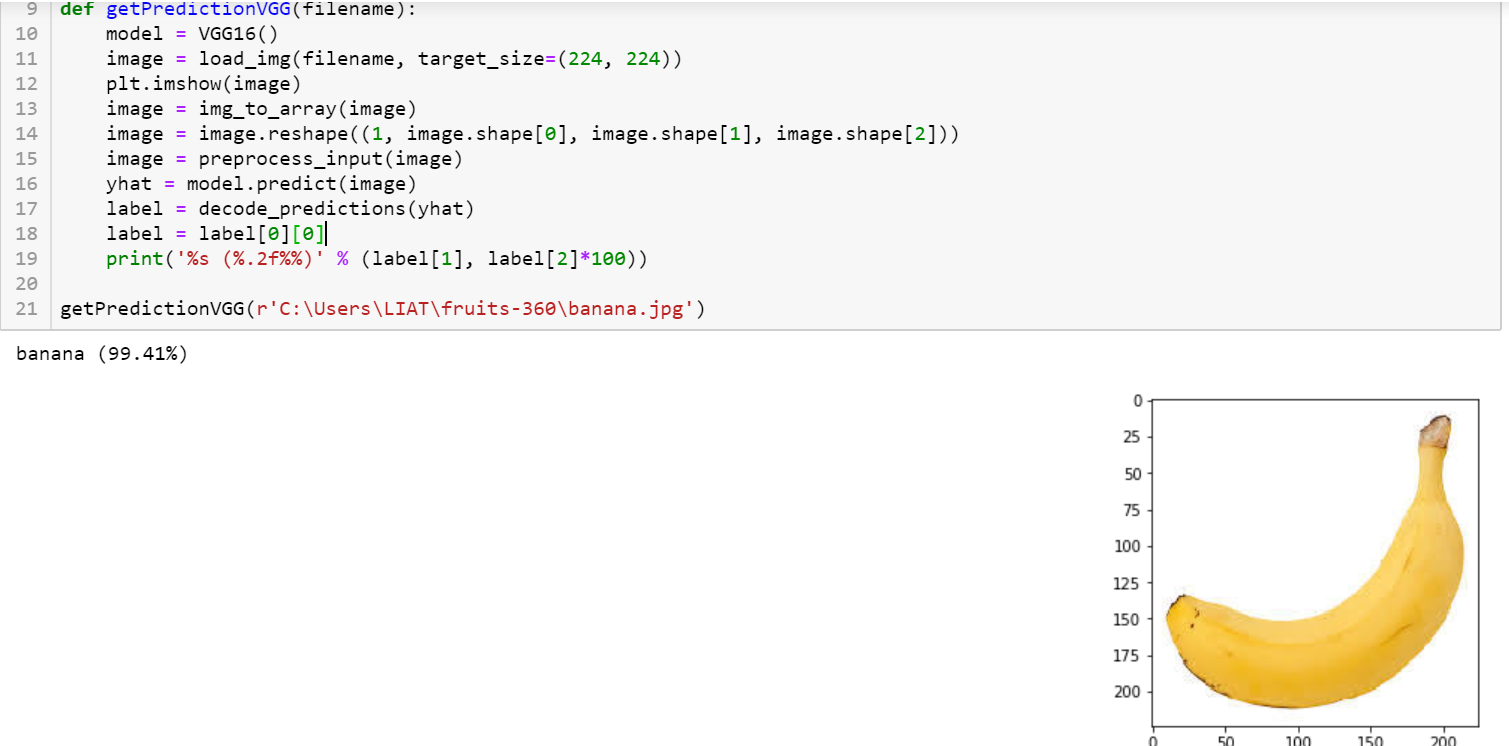 9 def getPredictionVGG(filename):
10 model = VGG16()
11 image = load_img(filename, target_size=(224, 224))
12 plt.imshow(image)
13 image = img_to_array(image)
14 image = image.reshape((1, image.shape[0], image.shape[1], image.shape[2]))
15 image = preprocess_input(image)
16 yhat = model.predict(image)
17 label = decode_predictions(yhat)
18 label = label[0][0]
19 print('%s (%.2f%%)' % (label[1], label[2]*100))
20
21 getPredictionVGG(r'C:\Users\LIAT\fruits-360\banana.jpg')
banana (99.41%)
0
25
50
75
100
125
150
175
200
0 50 100 150 200